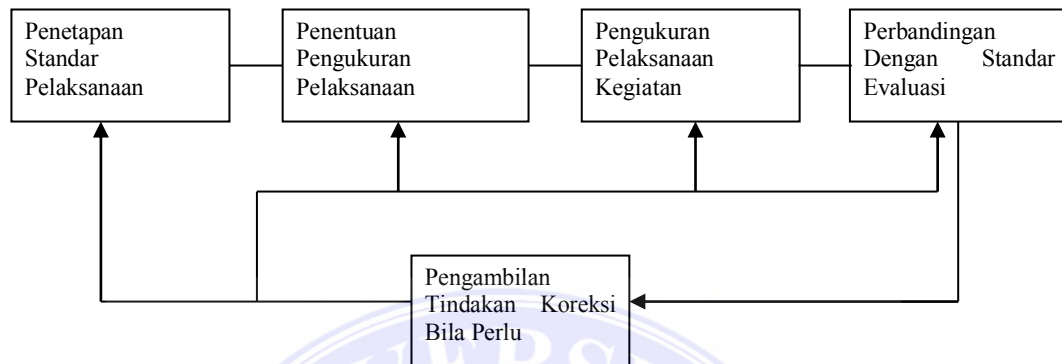 Penetapan
Standar
Pelaksanaan
Penentuan
Pengukuran
Pelaksanaan
Pengukuran
Pelaksanaan
Kegiatan
Perbandingan
Dengan Standar
Evaluasi
Pengambilan
Tindakan Koreksi
Bila Perlu